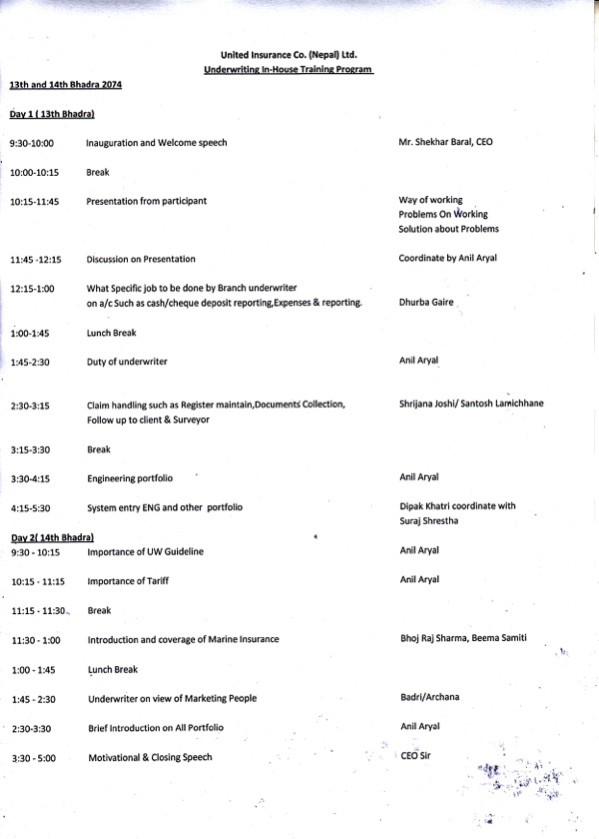 United Insurance Co. (Nepal) Ltd.
Underwriting In-House Training Program
13th and 14th Bhadra 2074
Day 1 ( 13th Bhadra)
9:30-10:00 Inauguration and Welcome speech Mr. Shekhar Baral, CEO
10:00-10:15 Break
10:15-11:45 Presentation from participant Way of working
Problems On Working
Solution about Problems
11:45 -12:15 Discussion on Presentation Coordinate by Anil Aryal
12:15-1:00 What Specific job to be done by Branch underwriter
on a/c Such as cash/cheque deposit reporting,Expenses & reporting. Dhurba Gaire
1:00-1:45 Lunch Break
1:45-2:30 Duty of underwriter Anil Aryal
2:30-3:15 Claim handling such as Register maintain,Documents Collection, Shrijana Joshi/ Santosh Lamichhane
Follow up to client & Surveyor
3:15-3:30 Break
3:30-4:15 Engineering portfolio Anil Aryal
4:15-5:30 System entry ENG and other portfolio Dipak Khatri coordinate with
Suraj Shrestha
Day 2( 14th Bhadra)
9:30 - 10:15 Importance of UW Guideline Anil Aryal
10:15 - 11:15 Importance of Tariff Anil Aryal
11:15 - 11:30 Break
11:30 - 1:00 Introduction and coverage of Marine Insurance Bhoj Raj Sharma, Beema Samiti
1:00 - 1:45 Lunch Break
1:45 - 2:30 Underwriter on view of Marketing People Badri/Archana
2:30-3:30 Brief Introduction on All Portfolio Anil Aryal
3:30 - 5:00 Motivational & Closing Speech CEO Sir